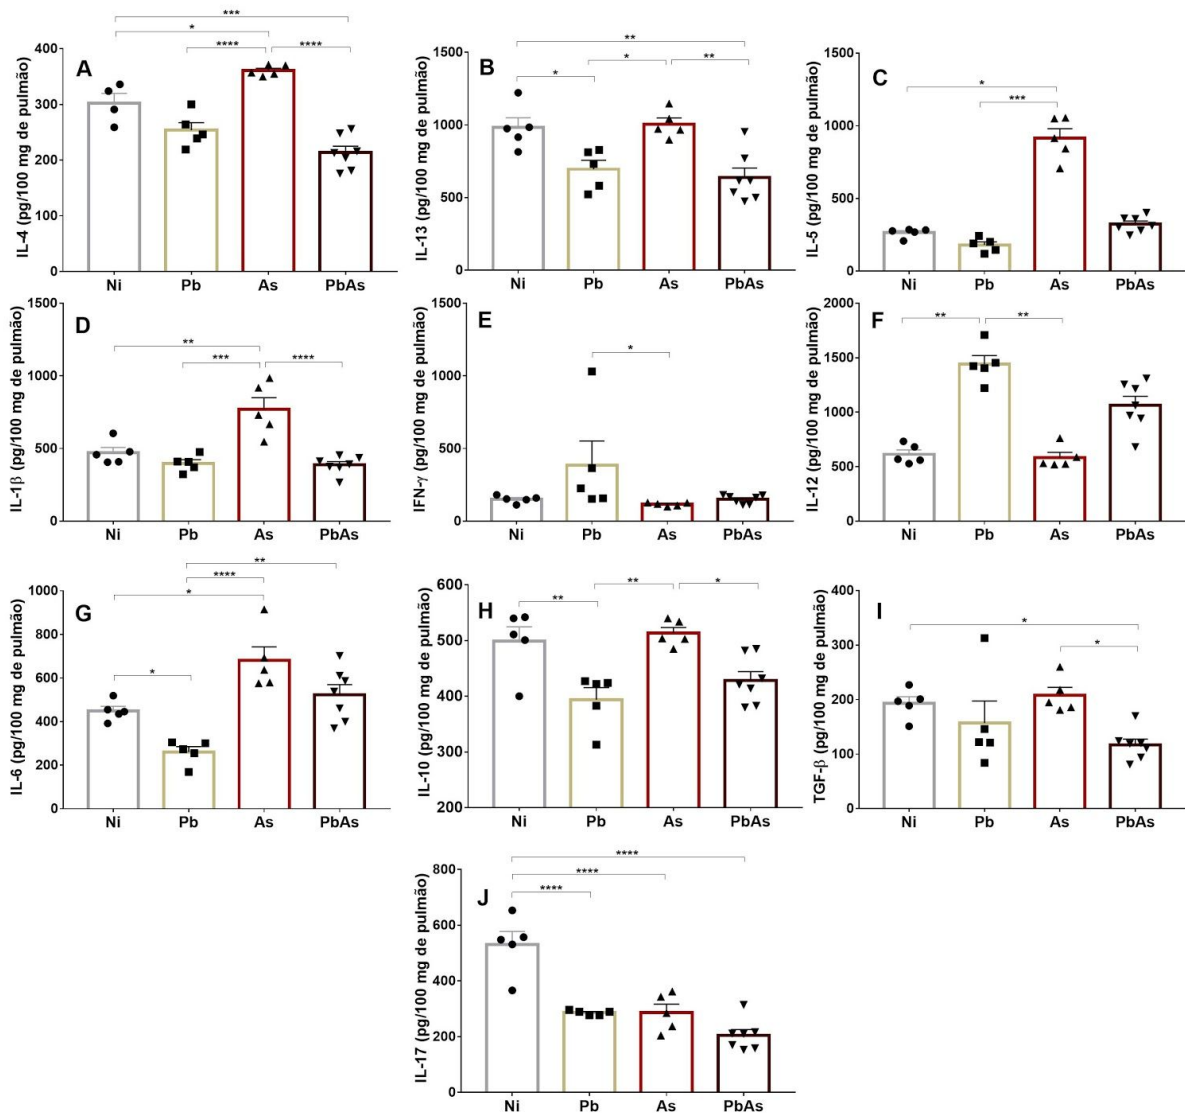 ***
*
**** ****
A
IL-4 (pg/100 mg de pulmão)
400
300
200
100
0
Ni Pb As PbAs
**
* * **
B
IL-13 (pg/100 mg de pulmão)
1500
1000
500
0
Ni Pb As PbAs
*
***
C
IL-5 (pg/100 mg de pulmão)
1500
1000
500
0
Ni Pb As PbAs
**
*** ****
D
IL-1β (pg/100 mg de pulmão)
1500
1000
500
0
Ni Pb As PbAs
*
E
IFN-γ (pg/100 mg de pulmão)
1500
1000
500
0
Ni Pb As PbAs
** **
F
IL-12 (pg/100 mg de pulmão)
2000
1500
1000
500
0
Ni Pb As PbAs
**
****
*
*
G
IL-6 (pg/100 mg de pulmão)
1000
800
600
400
200
0
Ni Pb As PbAs
** *
**
H
IL-10 (pg/100 mg de pulmão)
600
500
400
300
200
Ni Pb As PbAs
*
*
I
TGF-β (pg/100 mg de pulmão)
400
300
200
100
0
Ni Pb As PbAs
****
****
****
J
IL-17 (pg/100 mg de pulmão)
800
600
400
200
0
Ni Pb As PbAs